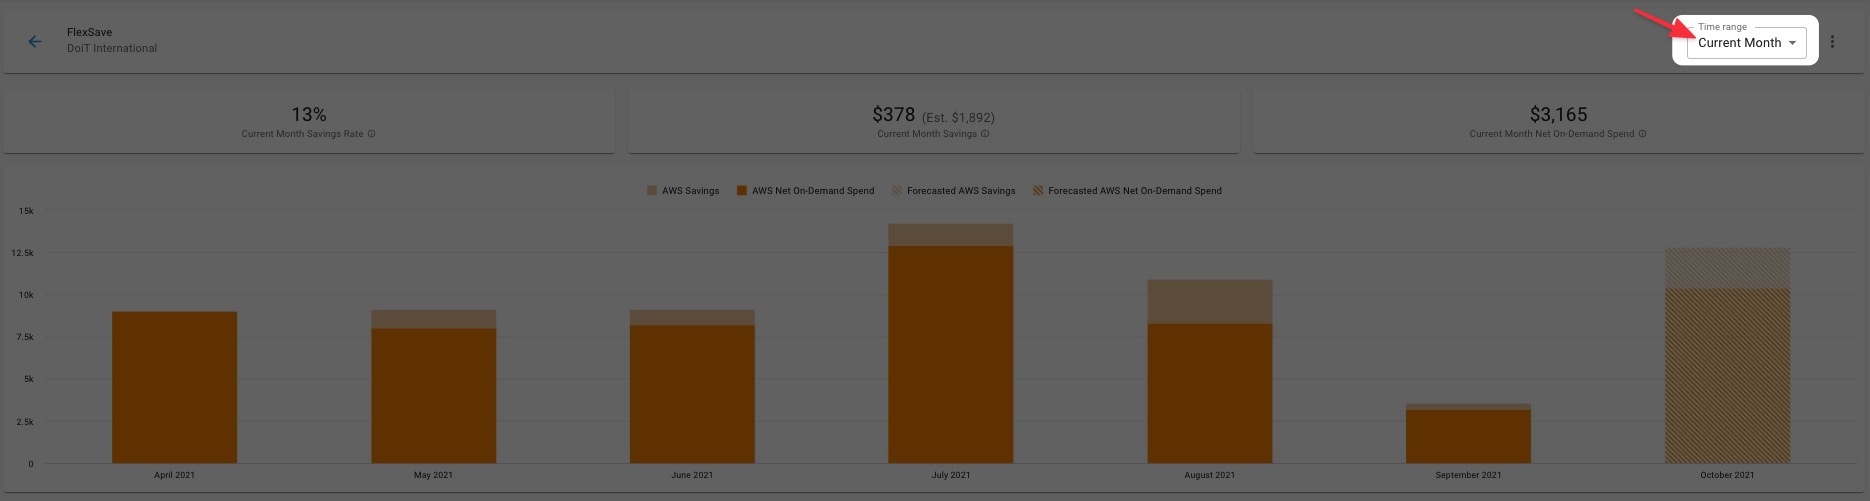 FlexSave
DoiT International
Time range
Current Month
13%
Current Month Savings Rate
$378 (Est. $1,892)
Current Month Savings
$3,165
Current Month Net On-Demand Spend
AWS Savings AWS Net On-Demand Spend Forecasted AWS Savings Forecasted AWS Net On-Demand Spend
15k
12.5k
10k
7.5k
5k
2.5k
0
April 2021 May 2021 June 2021 July 2021 August 2021 September 2021 October 2021